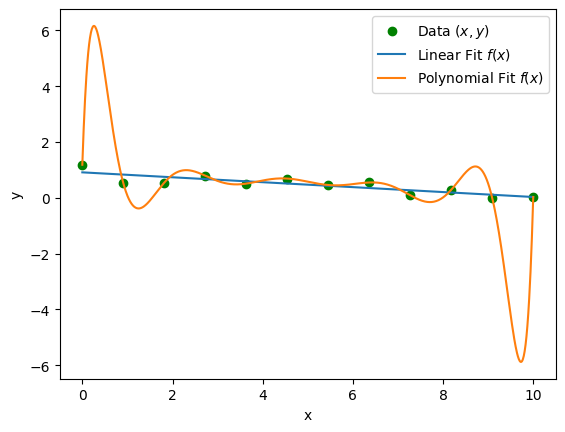 6
4
2
0
−2
−4
−6
y
0
2
4
6
8
10
x
Data (x, y)
Linear Fit f(x)
Polynomial Fit f(x)